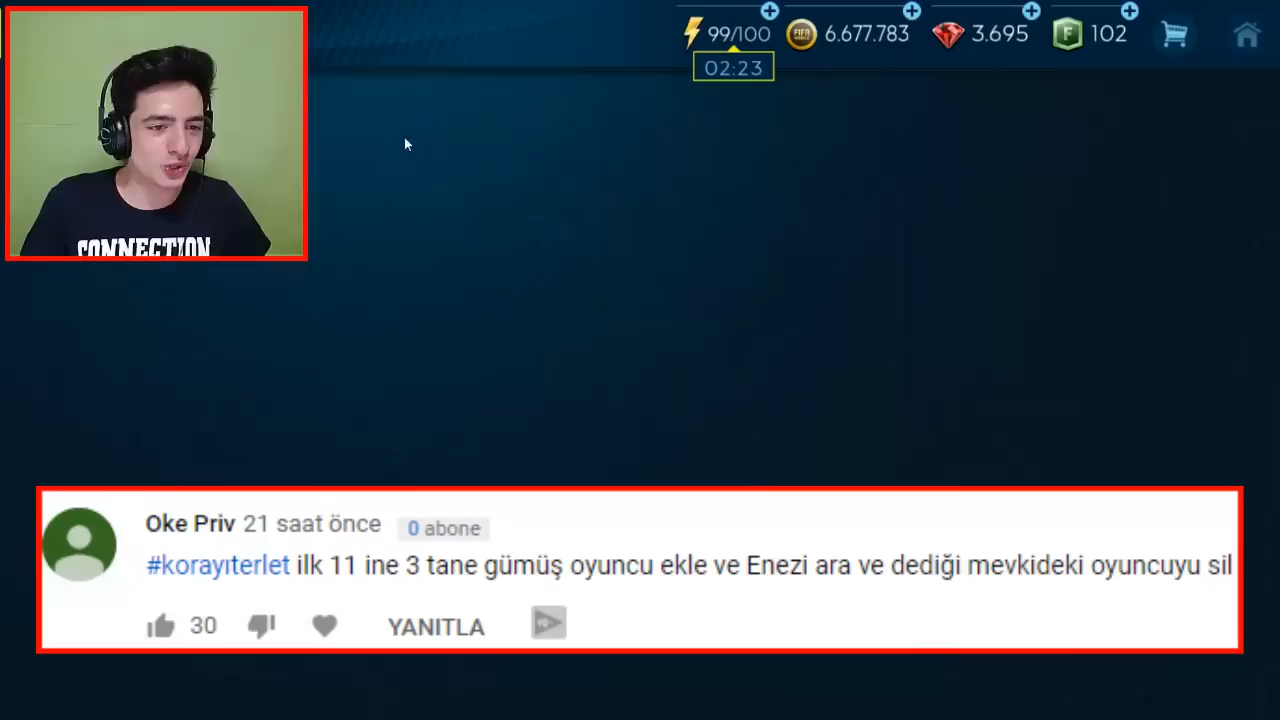 99/100
6.677.783
3.695
102
02:23
CONNECTION
Oke Priv 21 saat önce 0 abone
#korayıterlet ilk 11 ine 3 tane gümüş oyuncu ekle ve Enezi ara ve dediği mevkideki oyuncuyu sil
30 YANITLA